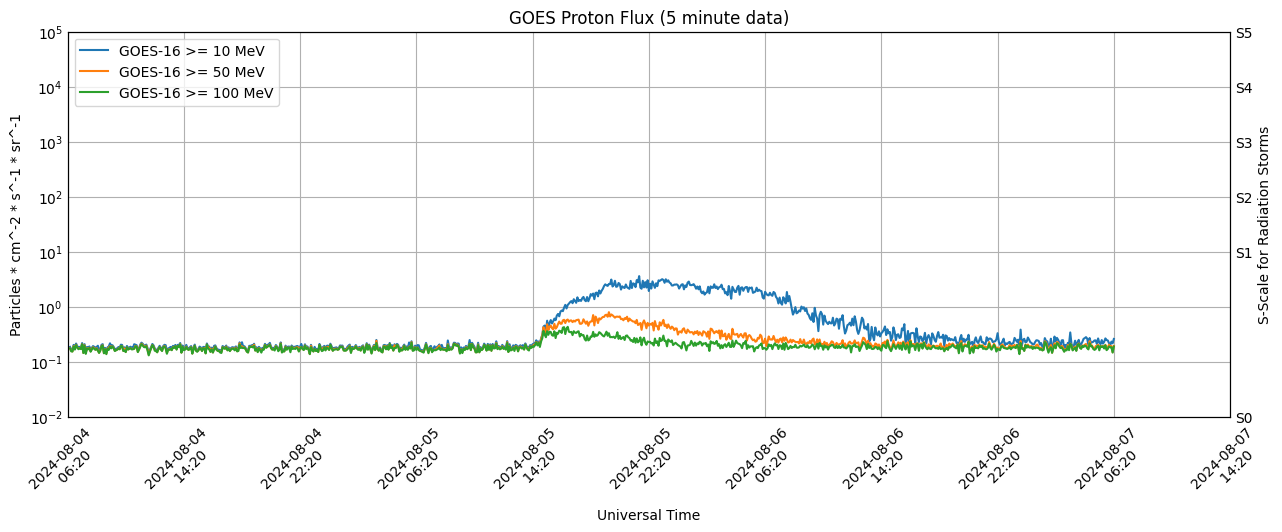 GOES Proton Flux (5 minute data)
GOES-16 >= 10 MeV
GOES-16 >= 50 MeV
GOES-16 >= 100 MeV
Particles * cm^-2 * s^-1 * sr^-1
10^5
10^4
10^3
10^2
10^1
10^0
10^-1
10^-2
S5
S4
S3
S2
S1
S0
S-Scale for Radiation Storms
2024-08-04
06:20
2024-08-04
14:20
2024-08-04
22:20
2024-08-05
06:20
2024-08-05
14:20
2024-08-05
22:20
2024-08-06
06:20
2024-08-06
14:20
2024-08-06
22:20
2024-08-07
06:20
2024-08-07
14:20
Universal Time